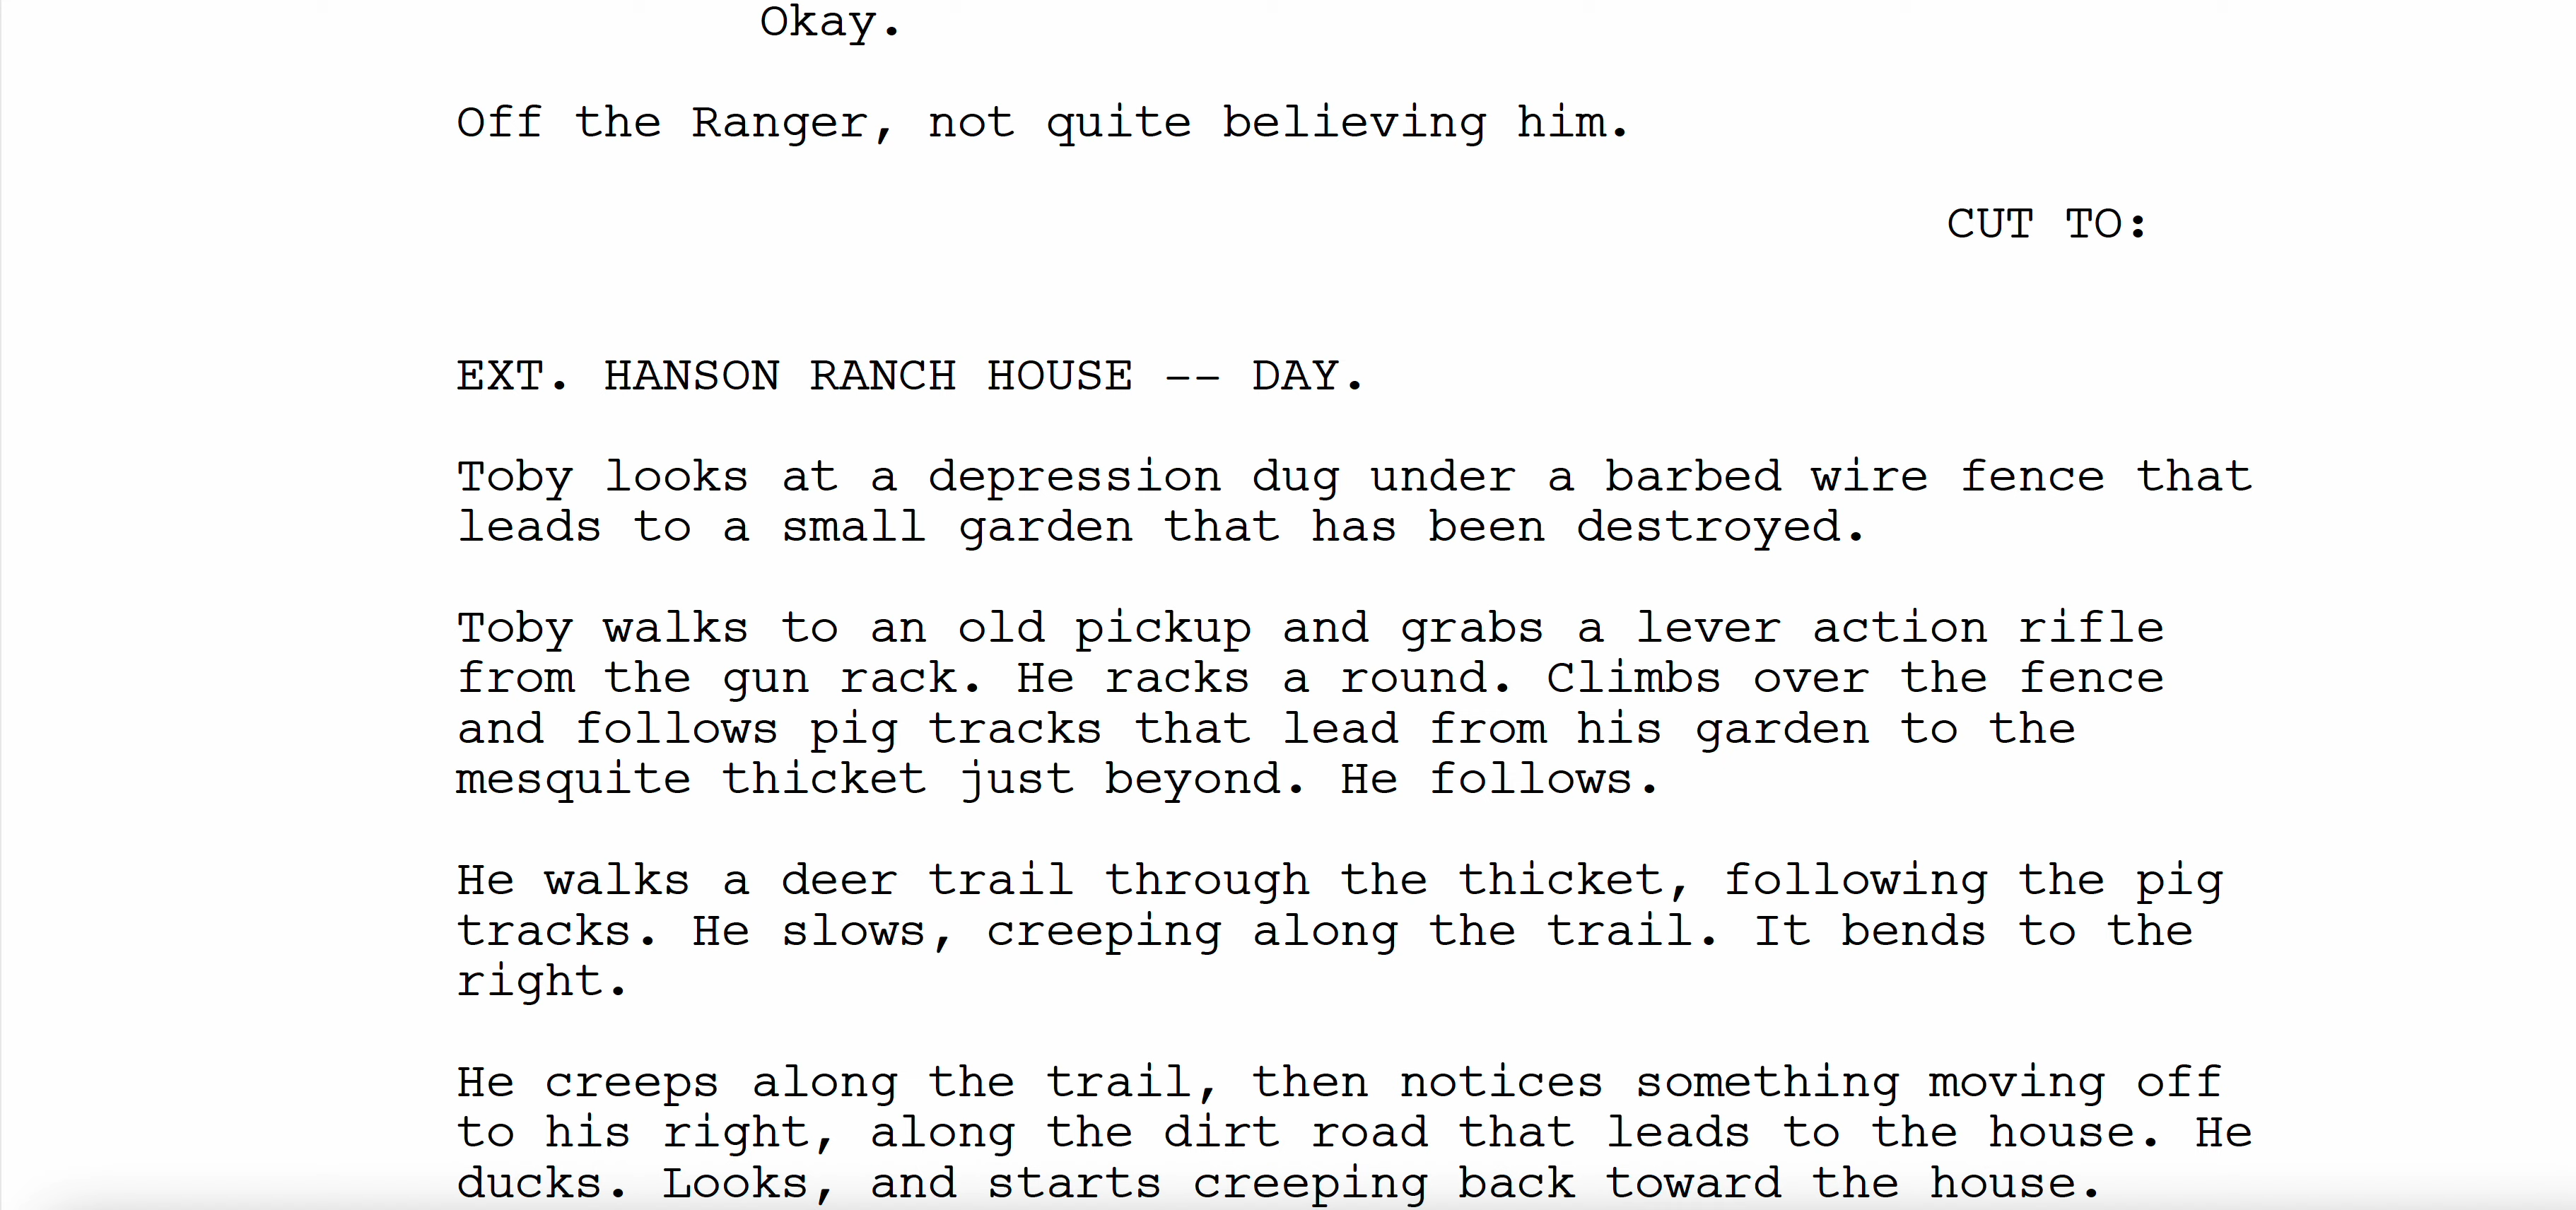 Okay.
Off the Ranger, not quite believing him.
CUT TO:
EXT. HANSON RANCH HOUSE -- DAY.
Toby looks at a depression dug under a barbed wire fence that
leads to a small garden that has been destroyed.
Toby walks to an old pickup and grabs a lever action rifle
from the gun rack. He racks a round. Climbs over the fence
and follows pig tracks that lead from his garden to the
mesquite thicket just beyond. He follows.
He walks a deer trail through the thicket, following the pig
tracks. He slows, creeping along the trail. It bends to the
right.
He creeps along the trail, then notices something moving off
to his right, along the dirt road that leads to the house. He
ducks. Looks, and starts creeping back toward the house.